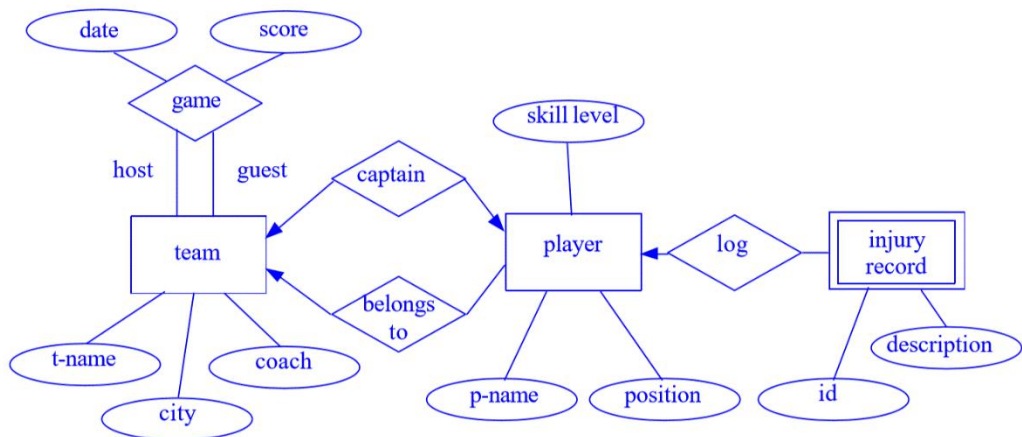 date
score
game
host
guest
skill level
captain
team
player
log
injury
record
belongs
to
t-name
coach
city
p-name
position
description
id